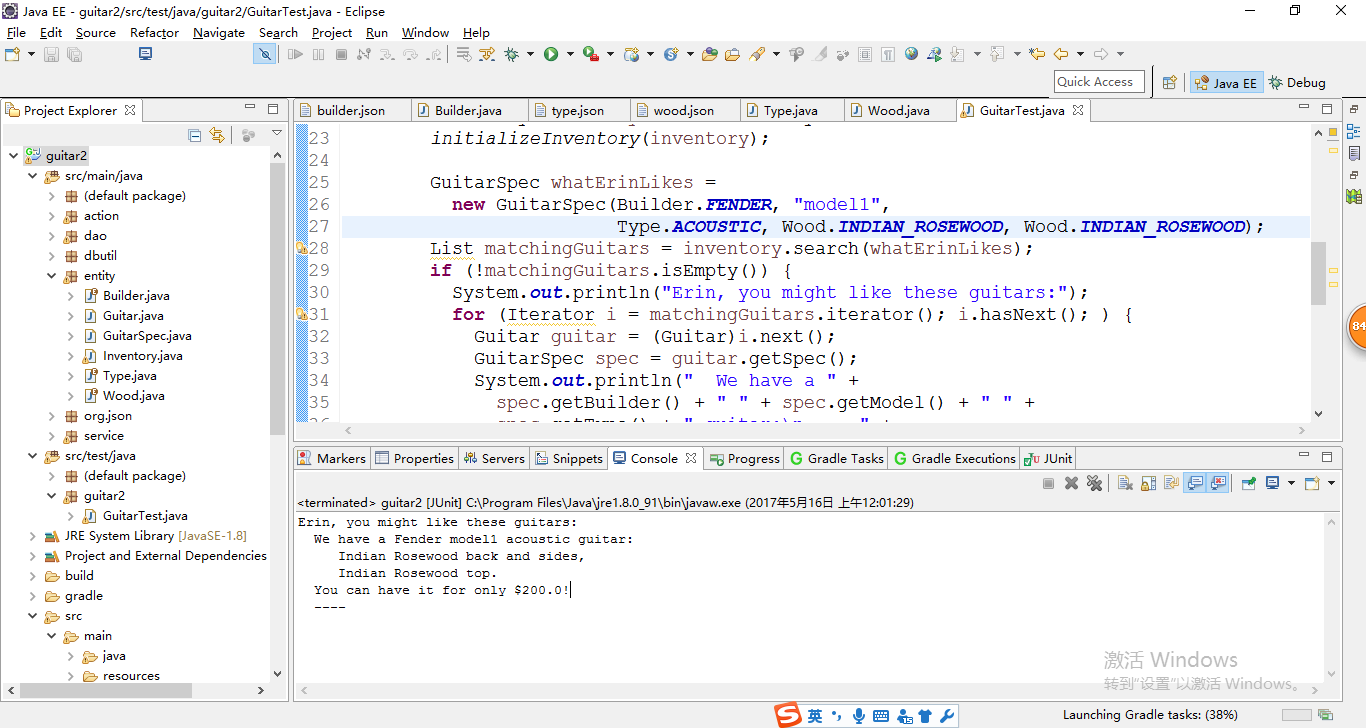 Java EE - guitar2/src/test/java/guitar2/GuitarTest.java - Eclipse
File Edit Source Refactor Navigate Search Project Run Window Help
Quick Access
Java EE
Debug
Project Explorer
builder.json
Builder.java
type.json
wood.json
Type.java
Wood.java
GuitarTest.java
guitar2
src/main/java
(default package)
action
dao
dbutil
entity
Builder.java
Guitar.java
GuitarSpec.java
Inventory.java
Type.java
Wood.java
org.json
service
src/test/java
(default package)
guitar2
GuitarTest.java
JRE System Library [JavaSE-1.8]
Project and External Dependencies
build
gradle
src
main
java
resources
23 initializeInventory(inventory);
24
25 GuitarSpec whatErinLikes =
26 new GuitarSpec(Builder.FENDER, "model1",
27 Type.ACOUSTIC, Wood.INDIAN_ROSEWOOD, Wood.INDIAN_ROSEWOOD);
28 List matchingGuitars = inventory.search(whatErinLikes);
29 if (!matchingGuitars.isEmpty()) {
30 System.out.println("Erin, you might like these guitars:");
31 for (Iterator i = matchingGuitars.iterator(); i.hasNext(); ) {
32 Guitar guitar = (Guitar)i.next();
33 GuitarSpec spec = guitar.getSpec();
34 System.out.println("  We have a " +
35 spec.getBuilder() + " " + spec.getModel() + " " +
84
Markers Properties Servers Snippets Console Progress Gradle Tasks Gradle Executions JUnit
<terminated> guitar2 [JUnit] C:\Program Files\Java\jre1.8.0_91\bin\javaw.exe (2017年5月16日 上午12:01:29)
Erin, you might like these guitars:
We have a Fender model1 acoustic guitar:
Indian Rosewood back and sides,
Indian Rosewood top.
You can have it for only $200.0!
----
激活 Windows
转到"设置"以激活 Windows。
英
Launching Gradle tasks: (38%)